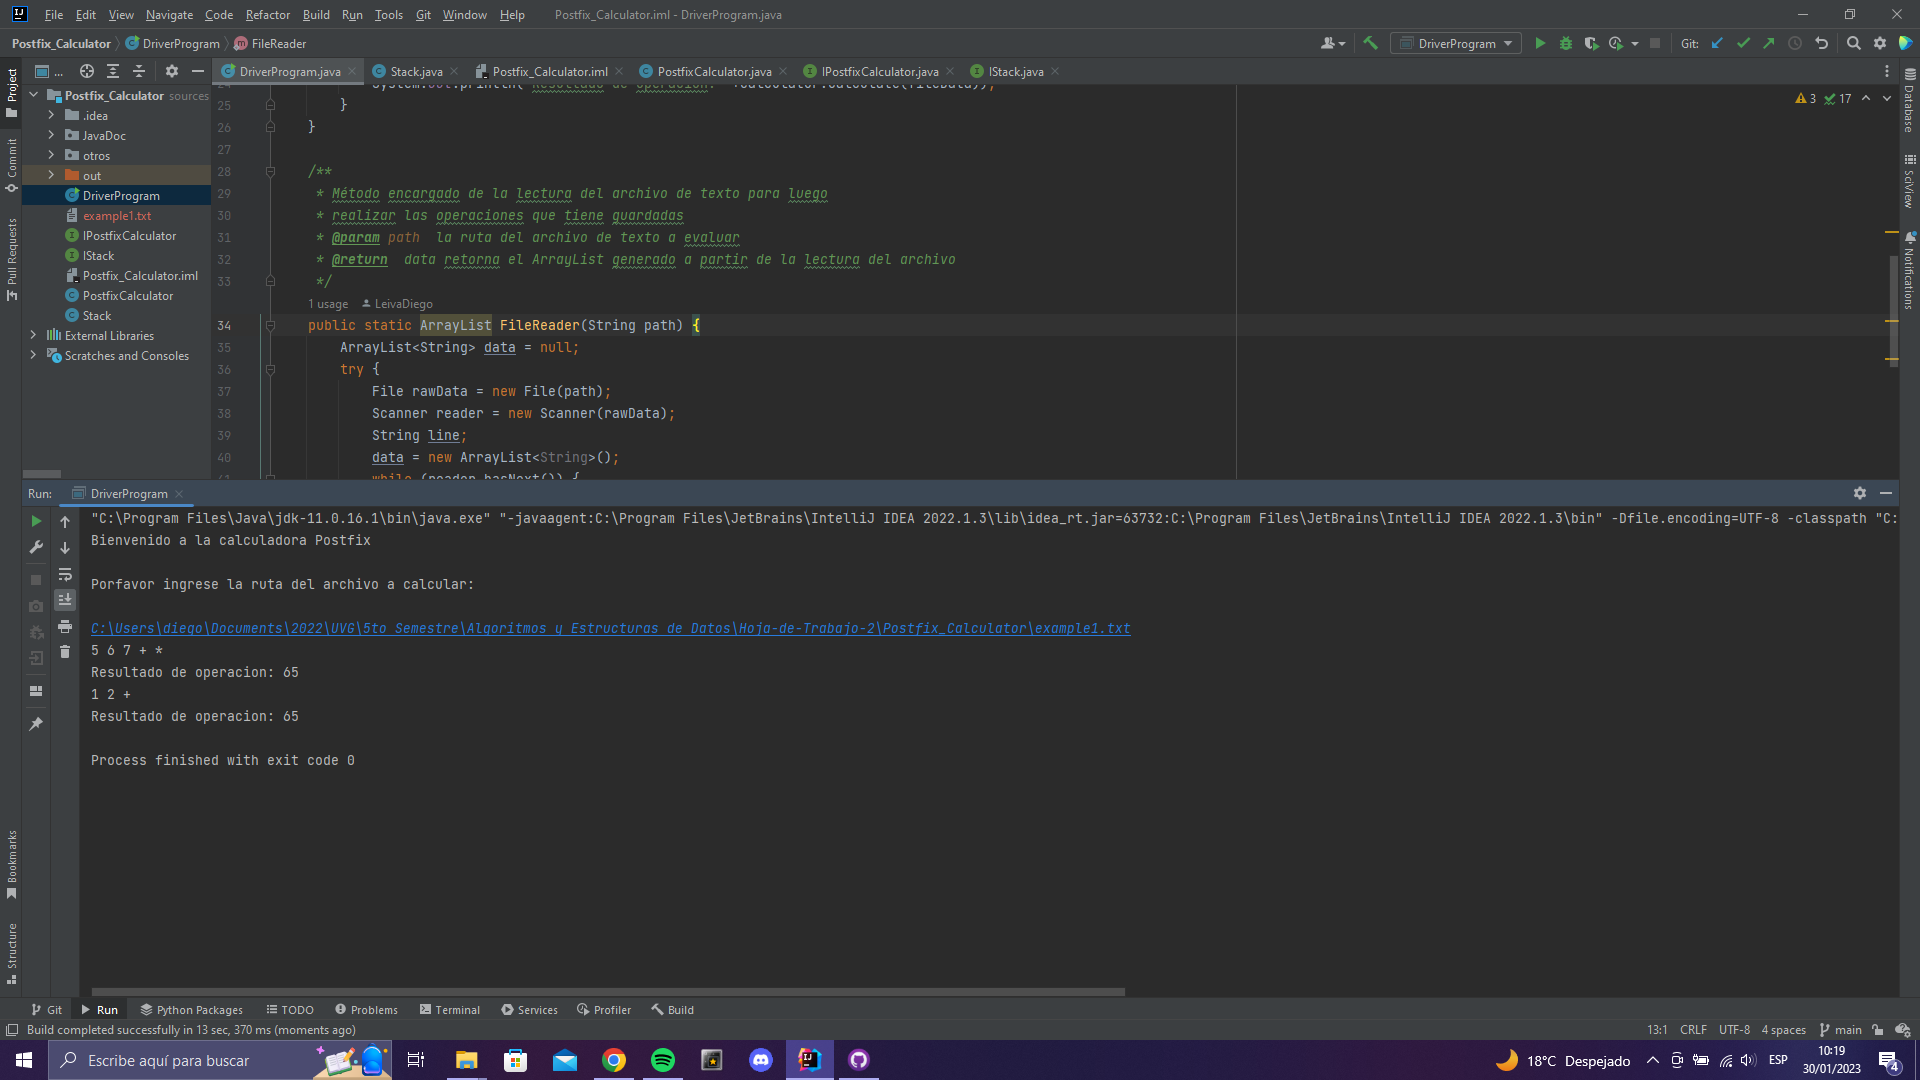 File Edit View Navigate Code Refactor Build Run Tools Git Window Help Postfix_Calculator.iml - DriverProgram.java
Postfix_Calculator DriverProgram FileReader
DriverProgram Git:
Project
...
DriverProgram.java Stack.java Postfix_Calculator.iml PostfixCalculator.java IPostfixCalculator.java IStack.java
Postfix_Calculator sources
.idea
JavaDoc
otros
out
DriverProgram
example1.txt
IPostfixCalculator
IStack
Postfix_Calculator.iml
PostfixCalculator
Stack
External Libraries
Scratches and Consoles
Commit
Pull Requests
Bookmarks
Structure
3 17
25 }
26 }
27
28 /**
29 * Método encargado de la lectura del archivo de texto para luego
30 * realizar las operaciones que tiene guardadas
31 * @param path la ruta del archivo de texto a evaluar
32 * @return data retorna el ArrayList generado a partir de la lectura del archivo
33 */
1 usage LeivaDiego
34 public static ArrayList FileReader(String path) {
35 ArrayList<String> data = null;
36 try {
37 File rawData = new File(path);
38 Scanner reader = new Scanner(rawData);
39 String line;
40 data = new ArrayList<String>();
while (reader.hasNext()) {
Database
SciView
Notifications
Run: DriverProgram
"C:\Program Files\Java\jdk-11.0.16.1\bin\java.exe" "-javaagent:C:\Program Files\JetBrains\IntelliJ IDEA 2022.1.3\lib\idea_rt.jar=63732:C:\Program Files\JetBrains\IntelliJ IDEA 2022.1.3\bin" -Dfile.encoding=UTF-8 -classpath "C:
Bienvenido a la calculadora Postfix
Porfavor ingrese la ruta del archivo a calcular:
C:\Users\diego\Documents\2022\UVG\5to Semestre\Algoritmos y Estructuras de Datos\Hoja-de-Trabajo-2\Postfix_Calculator\example1.txt
5 6 7 + *
Resultado de operacion: 65
1 2 +
Resultado de operacion: 65
Process finished with exit code 0
Git Run Python Packages TODO Problems Terminal Services Profiler Build
Build completed successfully in 13 sec, 370 ms (moments ago)
13:1 CRLF UTF-8 4 spaces main
Escribe aquí para buscar
18°C Despejado ESP
10:19
30/01/2023
4